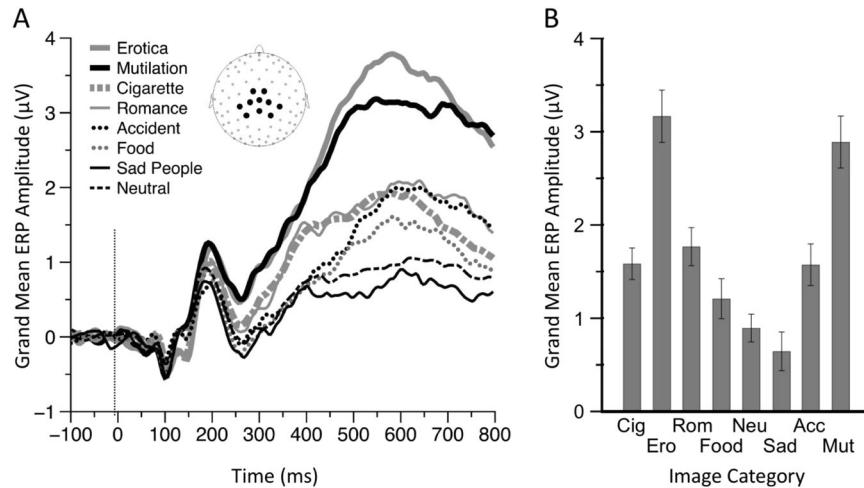 A
Grand Mean ERP Amplitude (µV)
4
3
2
1
0
−1
Erotica
Mutilation
Cigarette
Romance
Accident
Food
Sad People
Neutral
-100 0 100 200 300 400 500 600 700 800
Time (ms)
B
Grand Mean ERP Amplitude (µV)
4
3
2
1
0
Cig Rom Neu Acc
Ero Food Sad Mut
Image Category